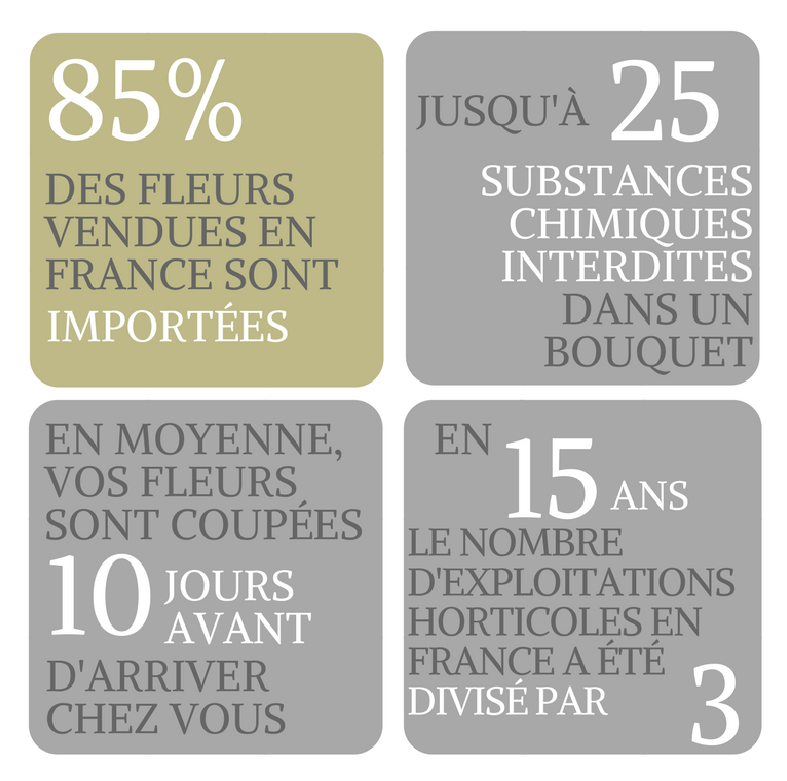 85%
DES FLEURS
VENDUES EN
FRANCE SONT
IMPORTÉES
JUSQU'À 25
SUBSTANCES
CHIMIQUES
INTERDITES
DANS UN
BOUQUET
EN MOYENNE,
VOS FLEURS
SONT COUPÉES
10 JOURS
AVANT
D'ARRIVER
CHEZ VOUS
EN 15 ANS
LE NOMBRE
D'EXPLOITATIONS
HORTICOLES EN
FRANCE A ÉTÉ
DIVISÉ PAR 3